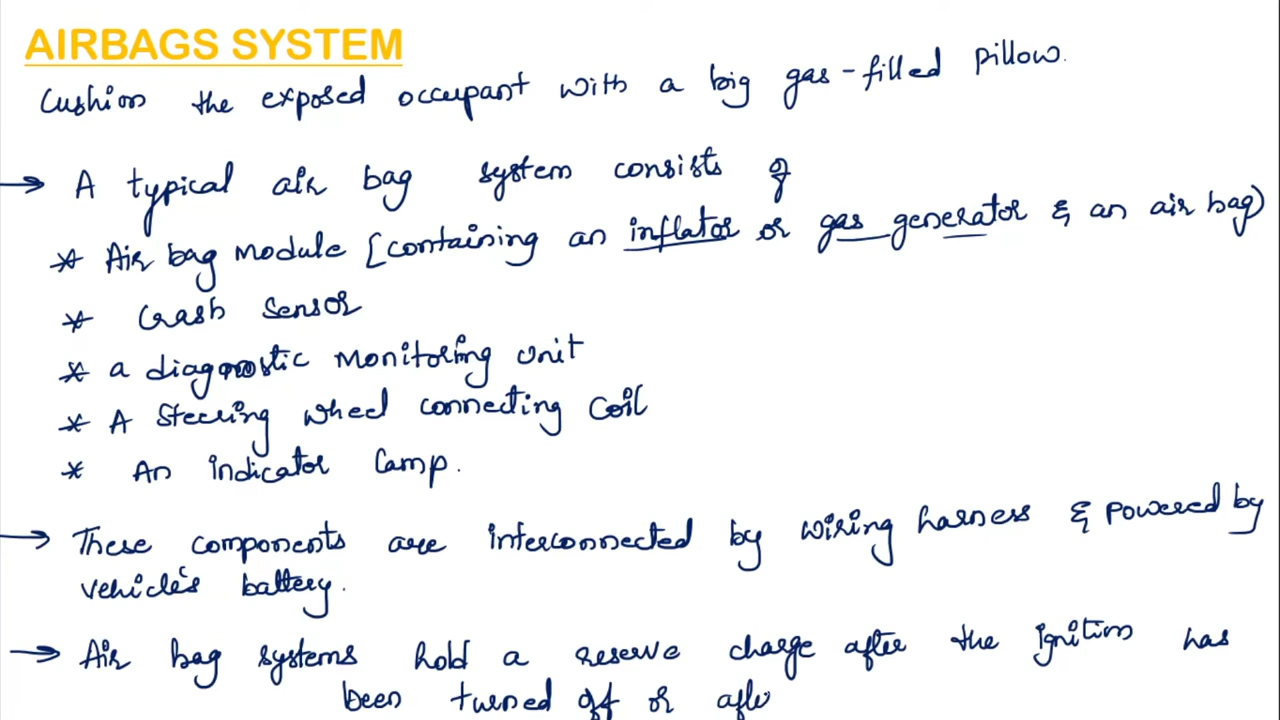 AIRBAGS SYSTEM
Cushion the exposed occupant with a big gas-filled pillow.
→ A typical air bag system consists of
* Air bag module [containing an inflator or gas generator & an air bag)
* Crash sensor
* a diagnostic monitoring unit
* A steering wheel connecting coil
* An indicator lamp.
→ These components are interconnected by wiring harness & powered by
vehicle's battery.
→ Air bag systems hold a reserve charge after the ignition has
been turned off or afte